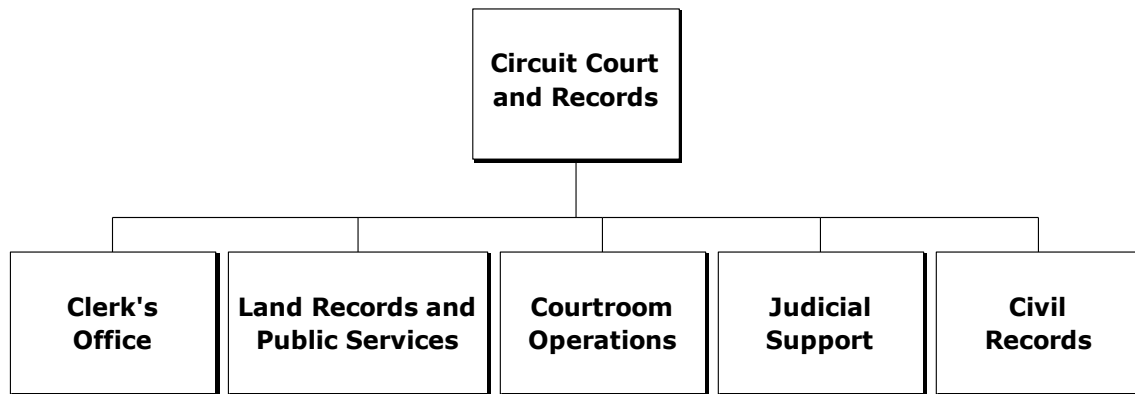 Circuit Court
and Records
Clerk's
Office
Land Records and
Public Services
Courtroom
Operations
Judicial
Support
Civil
Records